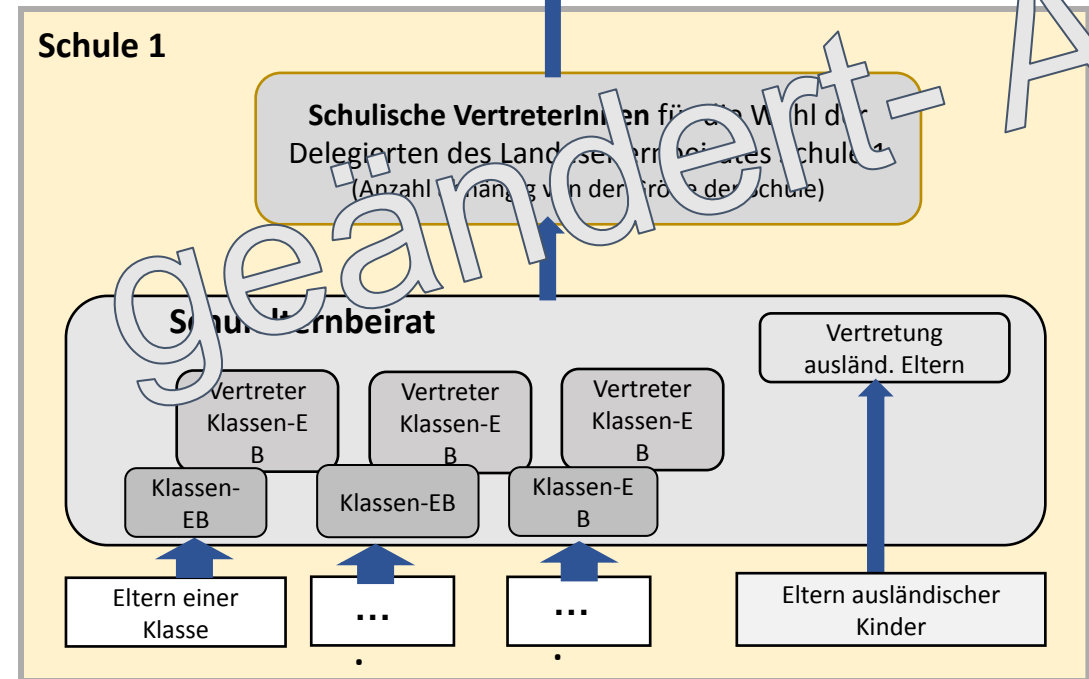 Schule 1
Schulische VertreterInnen für die Wahl der
Delegierten des Landeselternbeirates Schule 1
(Anzahl abhängig von der Größe der Schule)
geändert- A
Schulelternbeirat
Vertretung
ausländ. Eltern
Vertreter
Klassen-E
B
Vertreter
Klassen-E
B
Vertreter
Klassen-E
B
Klassen-
EB
Klassen-EB
Klassen-E
B
Eltern einer
Klasse
...
.
...
.
Eltern ausländischer
Kinder